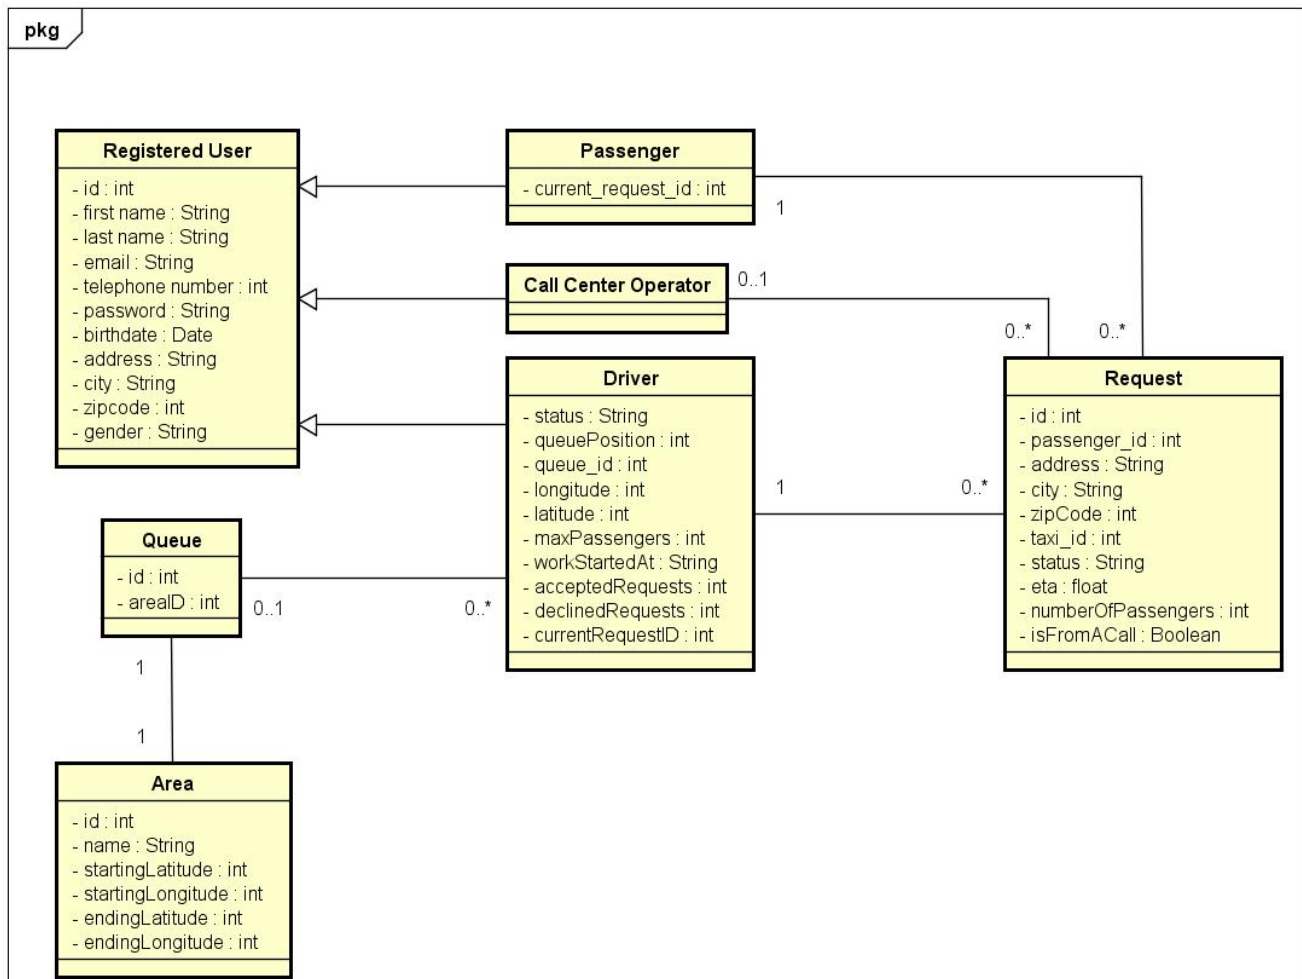 pkg
Registered User
- id : int
- first name : String
- last name : String
- email : String
- telephone number : int
- password : String
- birthdate : Date
- address : String
- city : String
- zipcode : int
- gender : String
Passenger
- current_request_id : int
1
Call Center Operator
0..1
0..*
0..*
Driver
- status : String
- queuePosition : int
- queue_id : int
- longitude : int
- latitude : int
- maxPassengers : int
- workStartedAt : String
- acceptedRequests : int
- declinedRequests : int
- currentRequestID : int
1
0..*
Request
- id : int
- passenger_id : int
- address : String
- city : String
- zipCode : int
- taxi_id : int
- status : String
- eta : float
- numberOfPassengers : int
- isFromACall : Boolean
Queue
- id : int
- areaID : int
0..1
0..*
1
1
Area
- id : int
- name : String
- startingLatitude : int
- startingLongitude : int
- endingLatitude : int
- endingLongitude : int